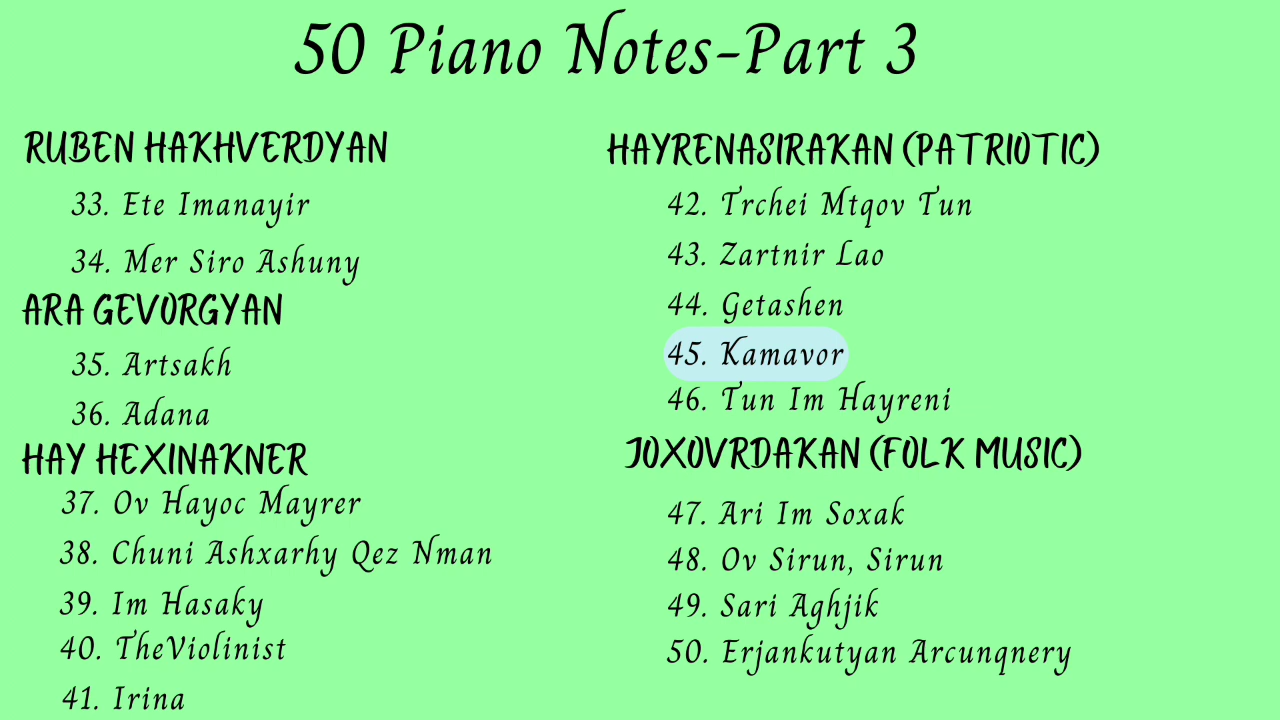 50 Piano Notes-Part 3
RUBEN HAKHVERDYAN
33. Ete Imanayir
34. Mer Siro Ashuny
ARA GEVORGYAN
35. Artsakh
36. Adana
HAY HEXINAKNER
37. Ov Hayoc Mayrer
38. Chuni Ashxarhy Qez Nman
39. Im Hasaky
40. TheViolinist
41. Irina
HAYRENASIRAKAN (PATRIOTIC)
42. Trchei Mtqov Tun
43. Zartnir Lao
44. Getashen
45. Kamavor
46. Tun Im Hayreni
JOXOVRDAKAN (FOLK MUSIC)
47. Ari Im Soxak
48. Ov Sirun, Sirun
49. Sari Aghjik
50. Erjankutyan Arcunqnery